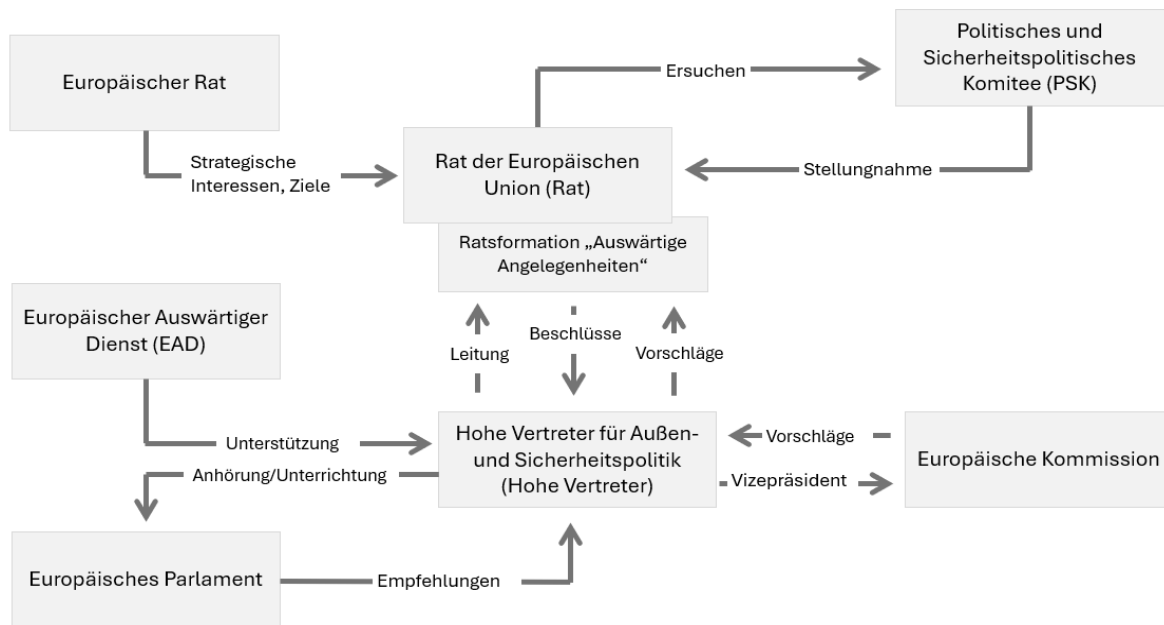 Europäischer Rat
Politisches und
Sicherheitspolitisches
Komitee (PSK)
Ersuchen
Strategische
Interessen, Ziele
Rat der Europäischen
Union (Rat)
Stellungnahme
Ratsformation „Auswärtige
Angelegenheiten“
Europäischer Auswärtiger
Dienst (EAD)
Leitung
Beschlüsse
Vorschläge
Unterstützung
Hohe Vertreter für Außen-
und Sicherheitspolitik
(Hohe Vertreter)
Vorschläge
Vizepräsident
Europäische Kommission
Anhörung/Unterrichtung
Europäisches Parlament
Empfehlungen